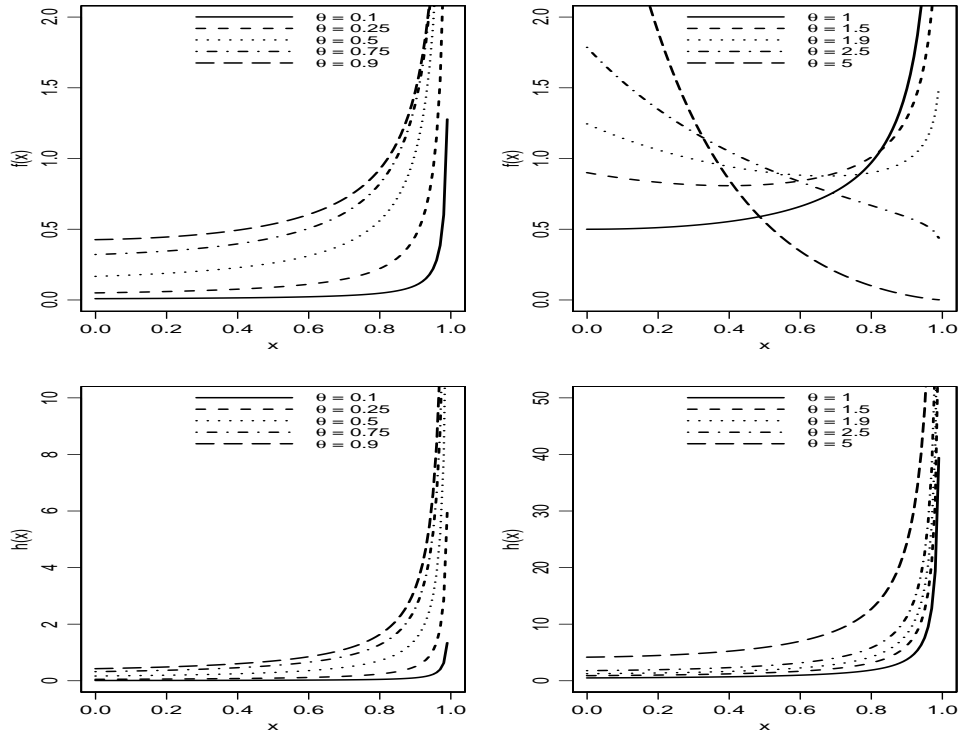 2.0
1.5
1.0
0.5
0.0
f(x)
θ = 0.1
θ = 0.25
θ = 0.5
θ = 0.75
θ = 0.9
0.0 0.2 0.4 0.6 0.8 1.0
x
2.0
1.5
1.0
0.5
0.0
f(x)
θ = 1
θ = 1.5
θ = 1.9
θ = 2.5
θ = 5
0.0 0.2 0.4 0.6 0.8 1.0
x
10
8
6
4
2
0
h(x)
θ = 0.1
θ = 0.25
θ = 0.5
θ = 0.75
θ = 0.9
0.0 0.2 0.4 0.6 0.8 1.0
x
50
40
30
20
10
0
h(x)
θ = 1
θ = 1.5
θ = 1.9
θ = 2.5
θ = 5
0.0 0.2 0.4 0.6 0.8 1.0
x